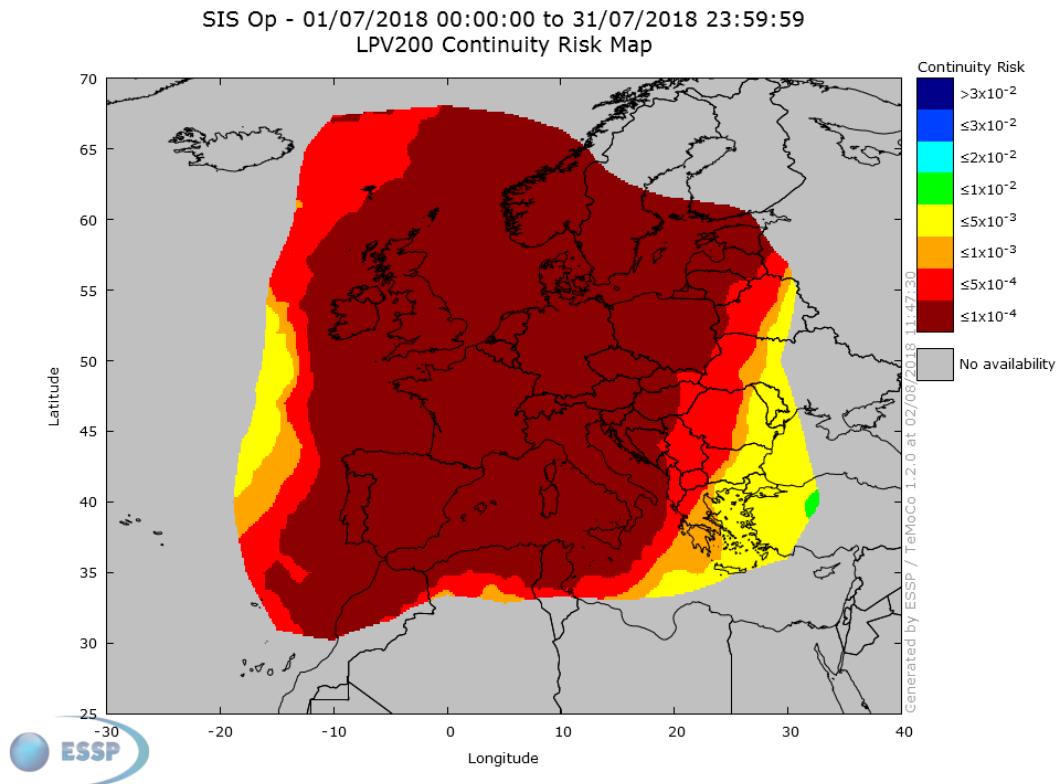 SIS Op - 01/07/2018 00:00:00 to 31/07/2018 23:59:59
LPV200 Continuity Risk Map
Continuity Risk
>3x10⁻²
≤3x10⁻²
≤2x10⁻²
≤1x10⁻²
≤5x10⁻³
≤1x10⁻³
≤5x10⁻⁴
≤1x10⁻⁴
No availability
Latitude
70
65
60
55
50
45
40
35
30
25
-30
-20
-10
0
10
20
30
40
Longitude
Generated by ESSP / TeMoCo 1.2.0 at 02/08/2018 11:47:30
ESSP